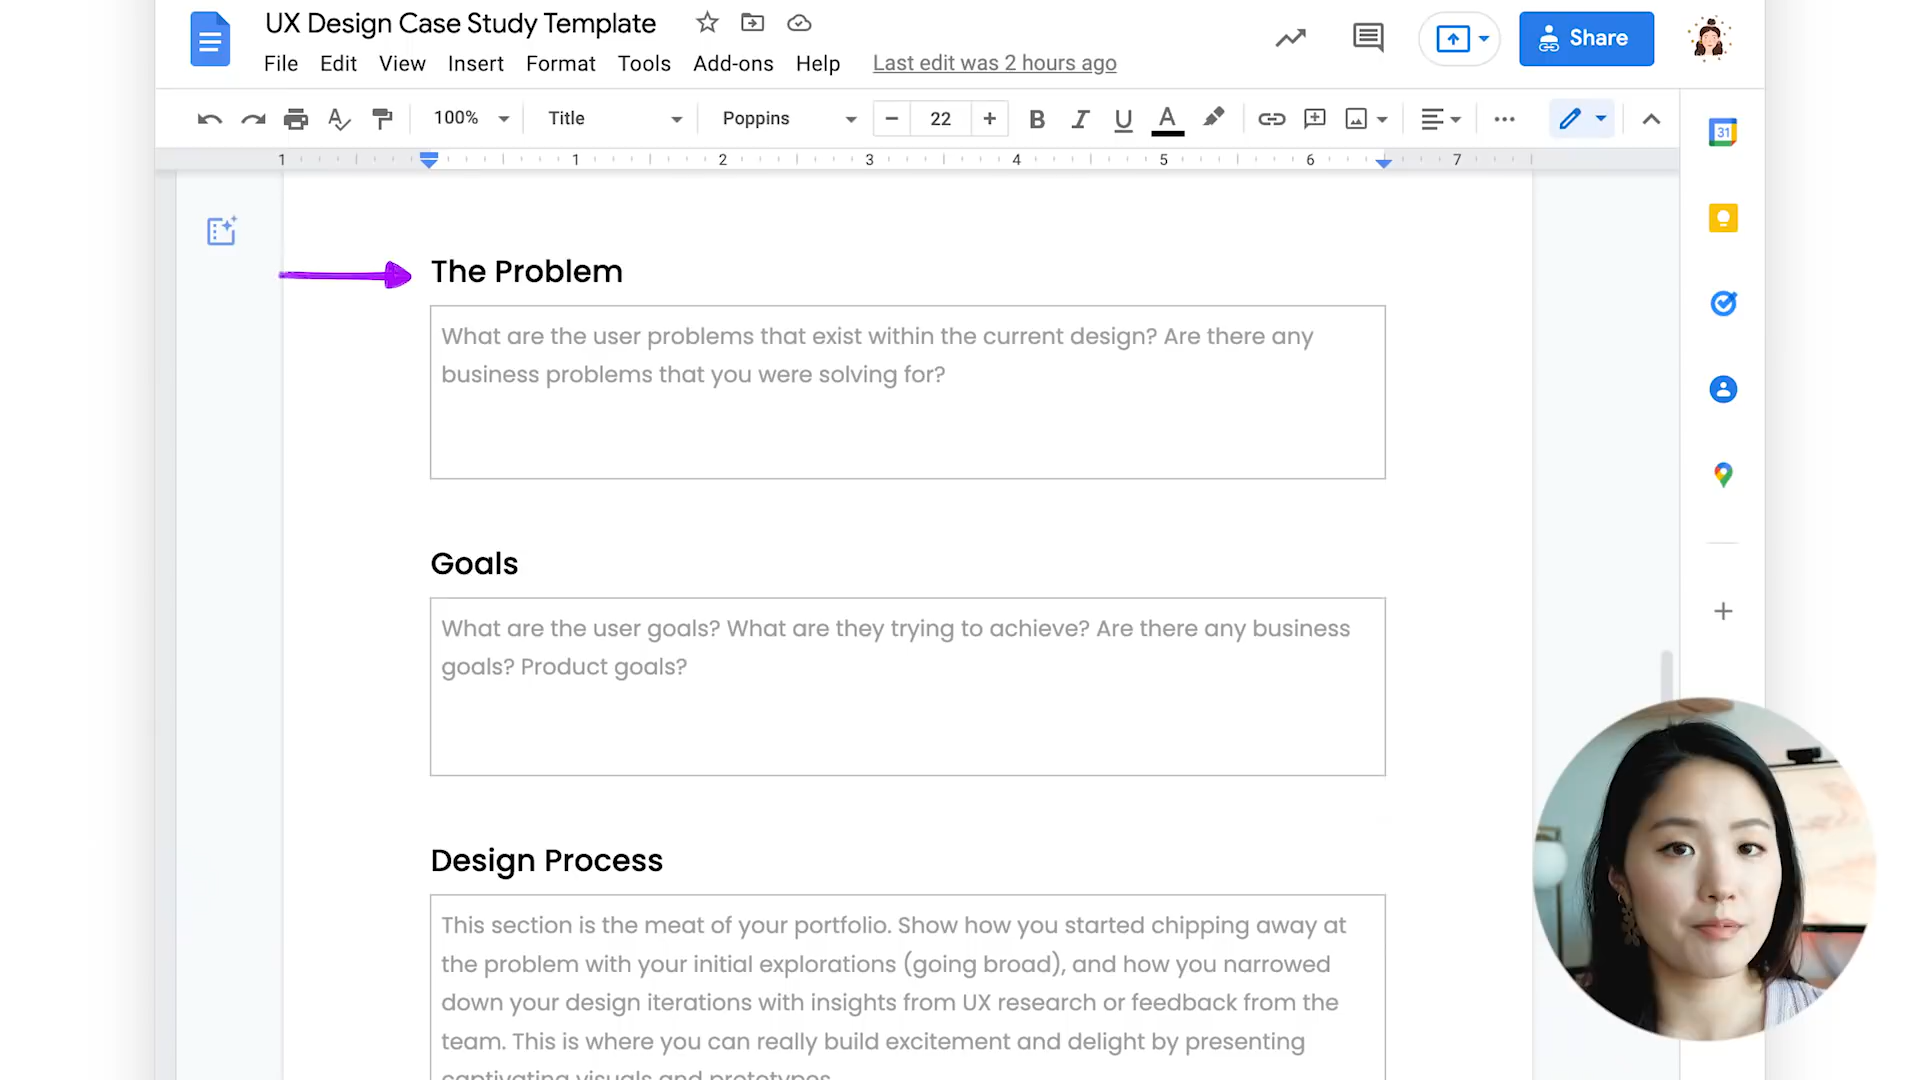 UX Design Case Study Template
File Edit View Insert Format Tools Add-ons Help Last edit was 2 hours ago
Share
100% Title Poppins 22 B I U A
1 1 2 3 4 5 6 7
31
The Problem
What are the user problems that exist within the current design? Are there any
business problems that you were solving for?
Goals
What are the user goals? What are they trying to achieve? Are there any business
goals? Product goals?
Design Process
This section is the meat of your portfolio. Show how you started chipping away at
the problem with your initial explorations (going broad), and how you narrowed
down your design iterations with insights from UX research or feedback from the
team. This is where you can really build excitement and delight by presenting
captivating visuals and prototypes.